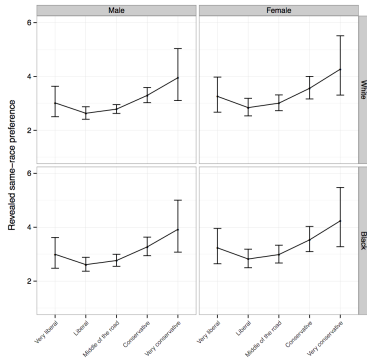 Male
Female
Revealed same−race preference
6
4
2
White
6
4
2
Black
Very liberal
Liberal
Middle of the road
Conservative
Very conservative
Very liberal
Liberal
Middle of the road
Conservative
Very conservative